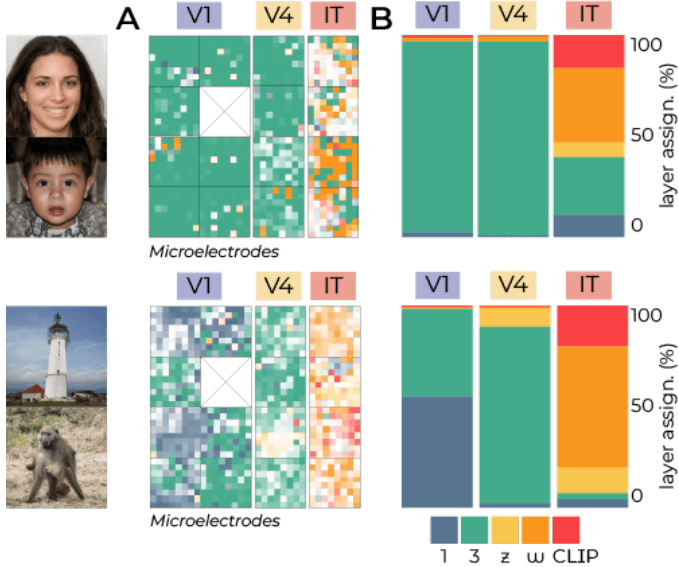 A
V1
V4
IT
B
V1
V4
IT
100
50
0
layer assign. (%)
Microelectrodes
V1
V4
IT
V1
V4
IT
100
50
0
layer assign. (%)
Microelectrodes
1
3
z
w
CLIP